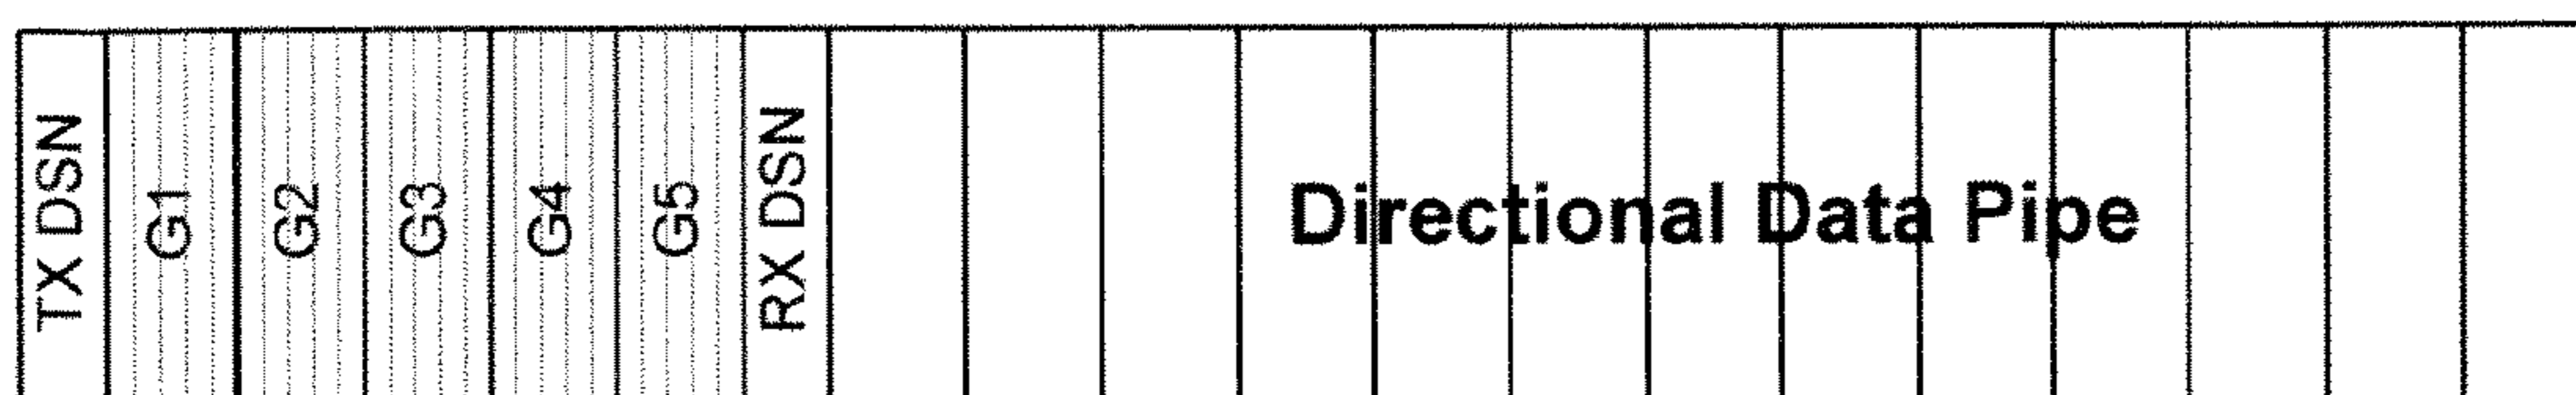 TX DSN
G1
G2
G3
G4
G5
RX DSN
Directional Data Pipe